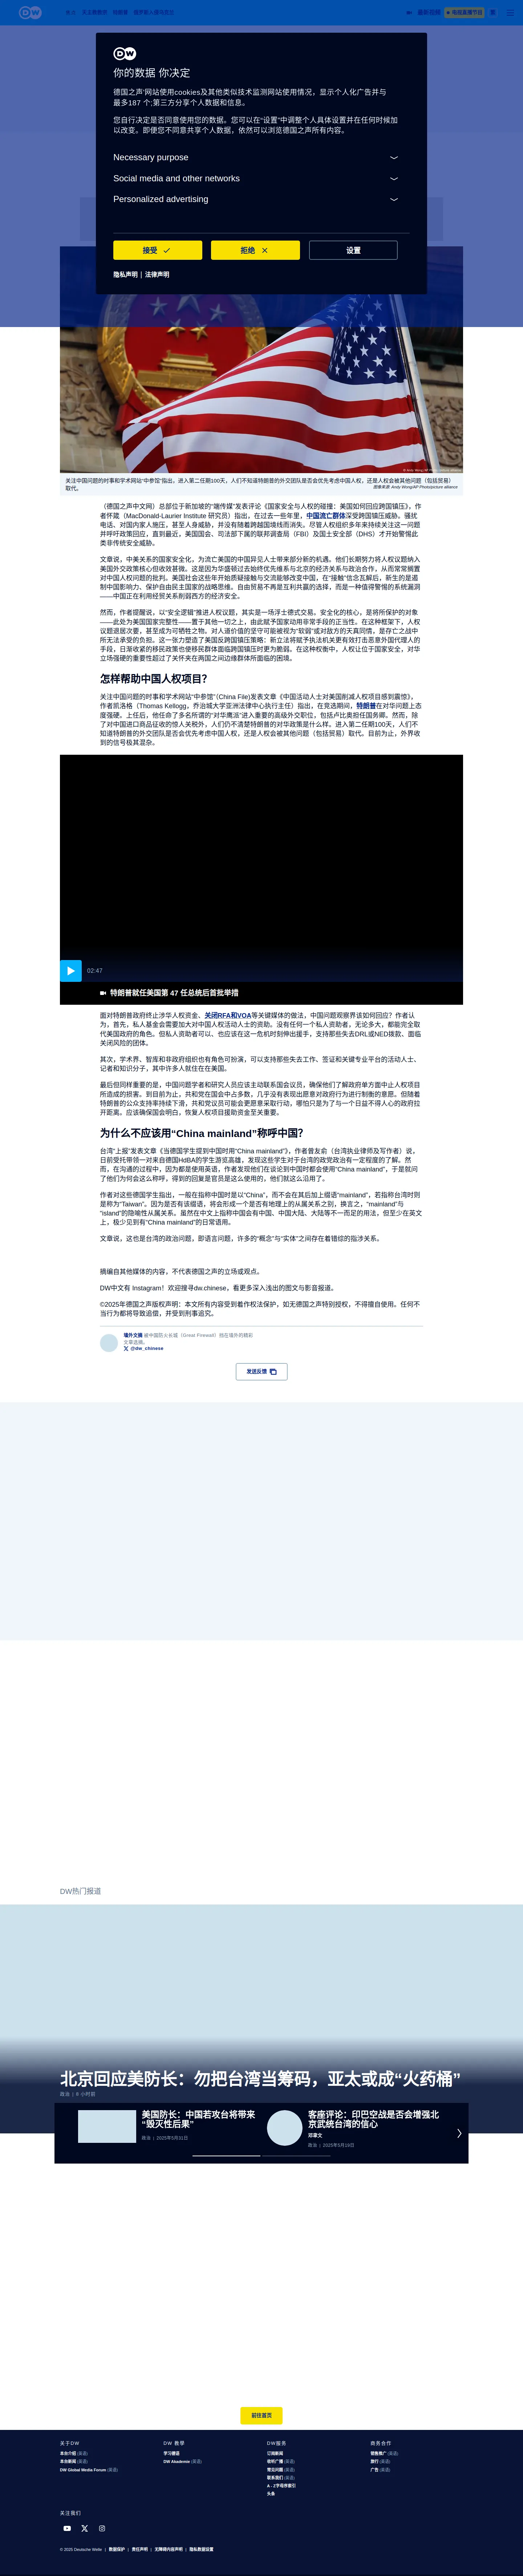 你的数据 你决定
德国之声‘网站使用cookies及其他类似技术监测网站使用情况，显示个人化广告并与
最多187 个;第三方分享个人数据和信息。
您自行决定是否同意使用您的数据。您可以在“设置”中调整个人具体设置并在任何时候加
以改变。即便您不同意共享个人数据，依然可以浏览德国之声所有内容。
Necessary purpose
Social media and other networks
Personalized advertising
接受
拒绝
设置
隐私声明 | 法律声明
关注中国问题的时事和学术网站“中参馆”指出，进入第二任期100天，人们不知道特朗普的外交团队是否会优先考虑中国人权，还是人权会被其他问题（包括贸易）
取代。
图像来源: Andy Wong/AP Photo/picture alliance
（德国之声中文网）总部位于新加坡的“端传媒”发表评论《国家安全与人权的碰撞：美国如何回应跨国镇压》，作
者怀箴（MacDonald-Laurier Institute 研究员）指出，在过去一些年里，中国流亡群体深受跨国镇压威胁。骚扰
电话、对国内家人施压，甚至人身威胁，并没有随着跨越国境线而消失。尽管人权组织多年来持续关注这一问题
并呼吁政策回应，直到最近，美国国会、司法部下属的联邦调查局（FBI）及国土安全部（DHS）才开始警惕此
类非传统安全威胁。
文章说，中美关系的国家安全化，为流亡美国的中国异见人士带来部分新的机遇。他们长期努力将人权议题纳入
美国外交政策核心但收效甚微。这是因为华盛顿过去始终优先维系与北京的经济关系与政治合作，从而常常搁置
对中国人权问题的批判。美国社会这些年开始质疑接触与交流能够改变中国，在“接触”信念瓦解后，新生的是遏
制中国影响力、保护自由民主国家的战略思维。自由贸易不再是互利共赢的选择，而是一种值得警惕的系统漏洞
——中国正在利用经贸关系削弱西方的经济安全。
然而，作者提醒说，以“安全逻辑”推进人权议题，其实是一场浮士德式交易。安全化的核心，是将所保护的对象
——此处为美国国家完整性——置于其他一切之上，由此赋予国家动用非常手段的正当性。在这种框架下，人权
议题进居次要，甚至成为可牺牲之物。对人道价值的坚守可能被视为“软弱”或对敌方的天真同情，是存亡之战中
所无法承受的负担。这一张力塑造了美国反跨国镇压策略：新立法将赋予执法机关更有效打击恶意外国代理人的
手段，日渐收紧的移民政策也使移民群体面临跨国镇压时更为脆弱。在这种权衡中，人权让位于国家安全，对华
立场强硬的重要性超过了关怀夹在两国之间边缘群体所面临的困境。
怎样帮助中国人权项目?
关注中国问题的时事和学术网站“中参馆”（China File)发表文章《中国活动人士对美国削减人权项目感到震惊》，
作者凯洛格（Thomas Kellogg，乔治城大学亚洲法律中心执行主任）指出，在竞选期间，特朗普在对华问题上态
度强硬。上任后，他任命了多名所谓的“对华鹰派”进入重要的高级外交职位，包括卢比奥担任国务卿。然而，除
了对中国进口商品征收的惊人关税外，人们仍不清楚特朗普的对华政策是什么样。进入第二任期100天，人们不
知道特朗普的外交团队是否会优先考虑中国人权，还是人权会被其他问题（包括贸易）取代。目前为止，外界收
到的信号极其混杂。
02:47
特朗普就任美国第 47 任总统后首批举措
面对特朗普政府终止涉华人权资金、关闭RFA和VOA等关键媒体的做法，中国问题观察界该如何回应？作者认
为，首先，私人基金会需要加大对中国人权活动人士的资助。没有任何一个私人资助者，无论多大，都能完全取
代美国政府的角色。但私人资助者可以、也应该在这一危机时刻伸出援手，支持那些失去DRL或NED拨款、面临
关闭风险的团体。
其次，学术界、智库和非政府组织也有角色可扮演，可以支持那些失去工作、签证和关键专业平台的活动人士、
记者和知识分子，其中许多人就住在在美国。
最后但同样重要的是，中国问题学者和研究人员应该主动联系国会议员，确保他们了解政府单方面中止人权项目
所造成的损害。到目前为止，共和党在国会中占多数，几乎没有表现出愿意对政府行为进行制衡的意愿。但随着
特朗普的公众支持率持续下滑，共和党议员可能会更愿意采取行动，哪怕只是为了与一个日益不得人心的政府拉
开距离。应该确保国会明白，恢复人权项目援助资金至关重要。
为什么不应该用“China mainland”称呼中国?
台湾“上报”发表文章《当德国学生提到中国时用“China mainland”》，作者曾友俞（台湾执业律师及写作者）说，
日前受托带领一对来自德国HdBA的学生游览高雄，发现这些学生对于台湾的政党政治有一定程度的了解。然
而，在沟通的过程中，因为都是使用英语，作者发现他们在谈论到中国时都会使用“China mainland”，于是就问
了他们为何会这么称呼，得到的回复是官员是这么使用的，他们就这么沿用了。
作者对这些德国学生指出，一般在指称中国时是以“China”，而不会在其后加上缀语“mainland”，若指称台湾时则
是称为“Taiwan”。因为是否有该缀语，将会形成一个是否有地理上的从属关系之别，换言之，“mainland”与
“island”的隐喻性从属关系。虽然在中文上指称中国会有中国、中国大陆、大陆等不一而足的用法，但至少在英文
上，极少见到有“China mainland”的日常语用。
文章说，这也是台湾的政治问题，即语言问题，许多的“概念”与“实体”之间存在着错综的指涉关系。
摘编自其他媒体的内容，不代表德国之声的立场或观点。
DW中文有 Instagram！欢迎搜寻dw.chinese，看更多深入浅出的图文与影音报道。
©2025年德国之声版权声明：本文所有内容受到着作权法保护，如无德国之声特别授权，不得擅自使用。任何不
当行为都将导致追偿，并受到刑事追究。
墙外文摘 被中国防火长城（Great Firewall）挡在墙外的精彩
文章选摘。
@dw_chinese
发送反馈
DW热门报道
北京回应美防长：勿把台湾当筹码，亚太或成“火药桶”
政治 | 8 小时前
美国防长：中国若攻台将带来
“毁灭性后果”
政治 | 2025年5月31日
客座评论：印巴空战是否会增强北
京武统台湾的信心
邓聿文
政治 | 2025年5月19日
前往首页
关于DW
本台介绍 (英语)
本台新闻 (英语)
DW Global Media Forum (英语)
DW 教学
学习德语
DW Akademie (英语)
DW服务
订阅新闻
收听广播 (英语)
常见问题 (英语)
联系我们 (英语)
A - Z字母序索引
头条
商务合作
销售推广 (英语)
旅行 (英语)
广告 (英语)
关注我们
© 2025 Deutsche Welle | 数据保护 | 责任声明 | 无障碍内容声明 | 隐私数据设置